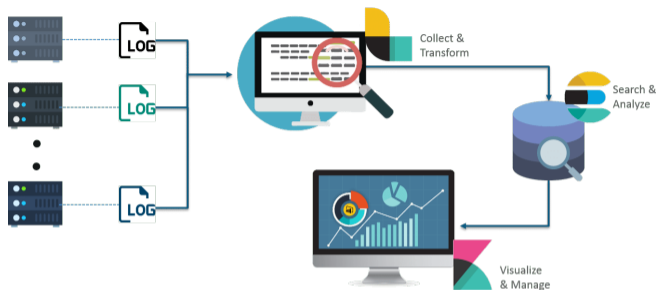 LOG
Collect &
Transform
LOG
Search &
Analyze
LOG
Visualize
& Manage